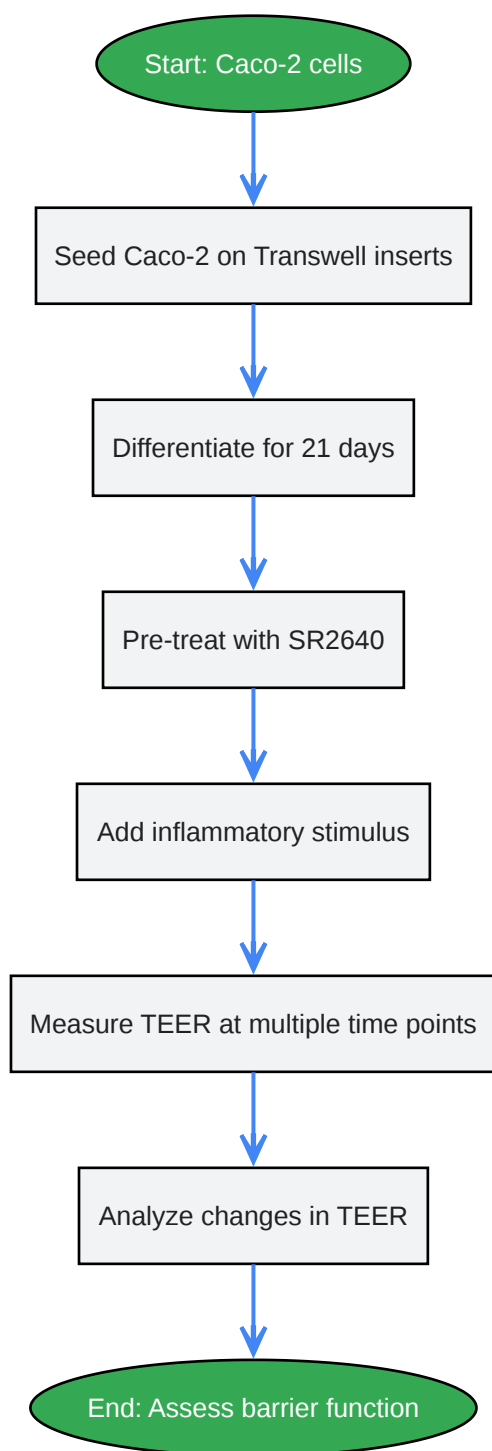 Start: Caco-2 cells
Seed Caco-2 on Transwell inserts
Differentiate for 21 days
Pre-treat with SR2640
Add inflammatory stimulus
Measure TEER at multiple time points
Analyze changes in TEER
End: Assess barrier function